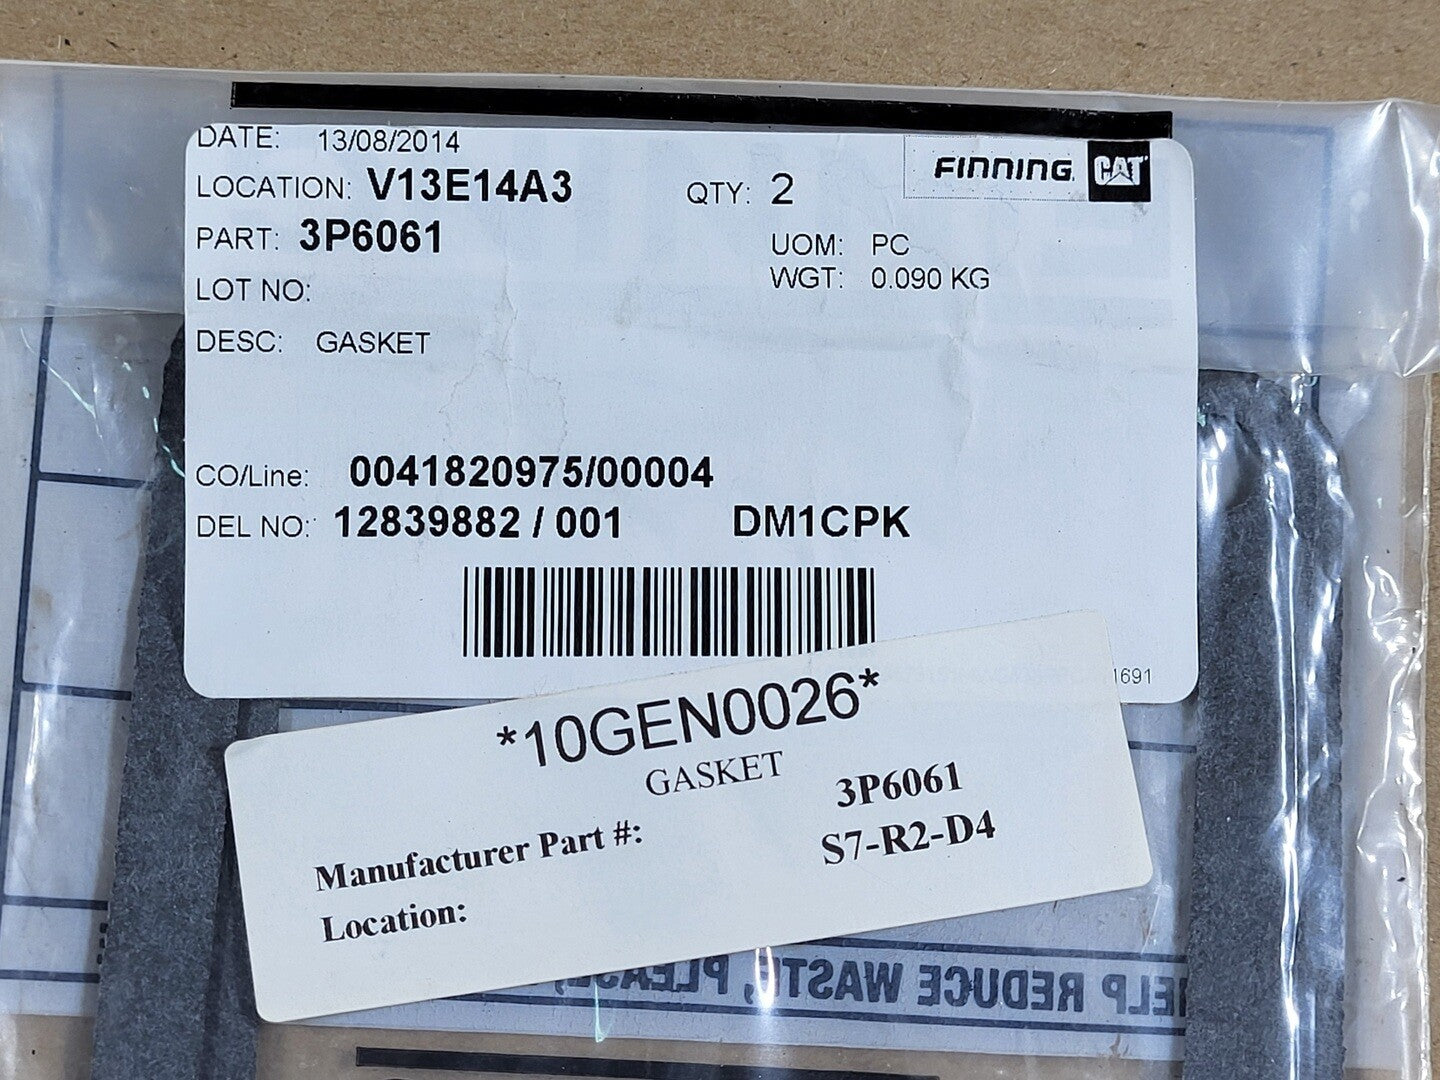 DATE: 13/08/2014
FINNING CAT
LOCATION: V13E14A3 QTY: 2
PART: 3P6061 UOM: PC
WGT: 0.090 KG
LOT NO:
DESC: GASKET
CO/Line: 0041820975/00004
DEL NO: 12839882 / 001 DM1CPK
1691
*10GEN0026*
GASKET
Manufacturer Part #: 3P6061
Location: S7-R2-D4
HELP REDUCE WASTE, PLEASE,